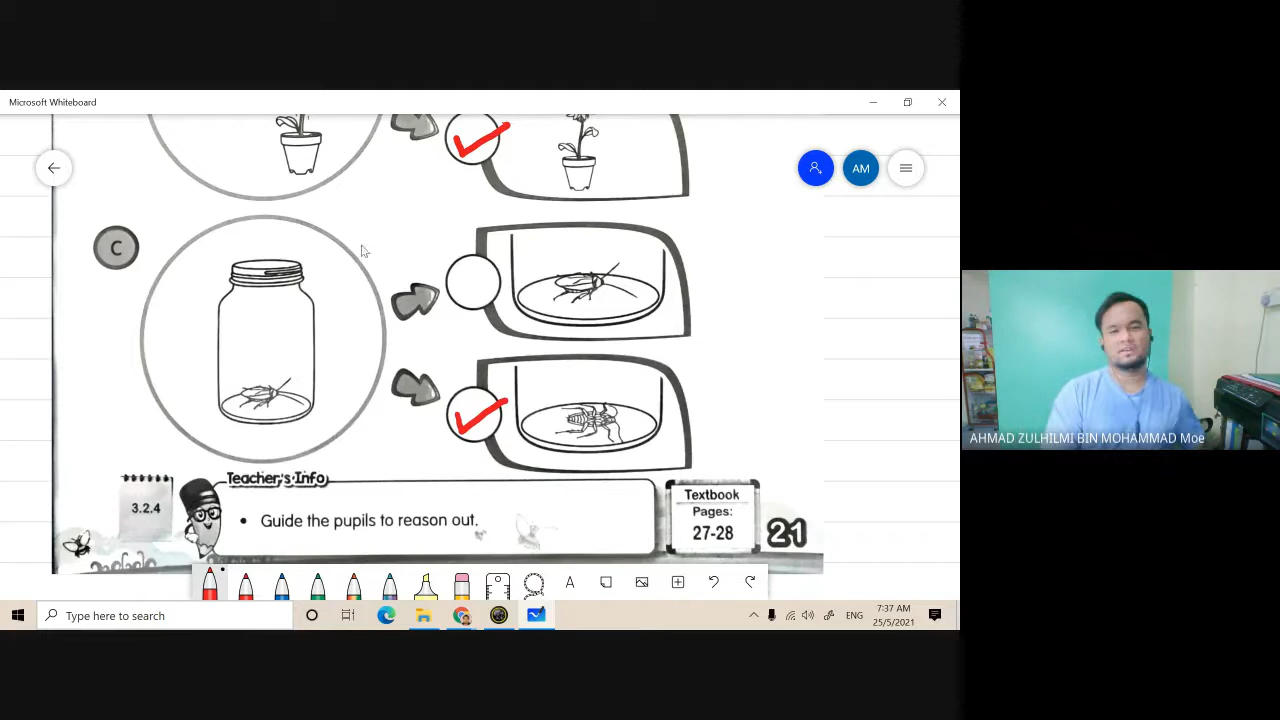 Microsoft Whiteboard
AM
C
Teacher's Info
3.2.4
Guide the pupils to reason out.
Textbook
Pages:
27-28
21
A
Type here to search
ENG
7:37 AM
25/5/2021
AHMAD ZULHILMI BIN MOHAMMAD Moe